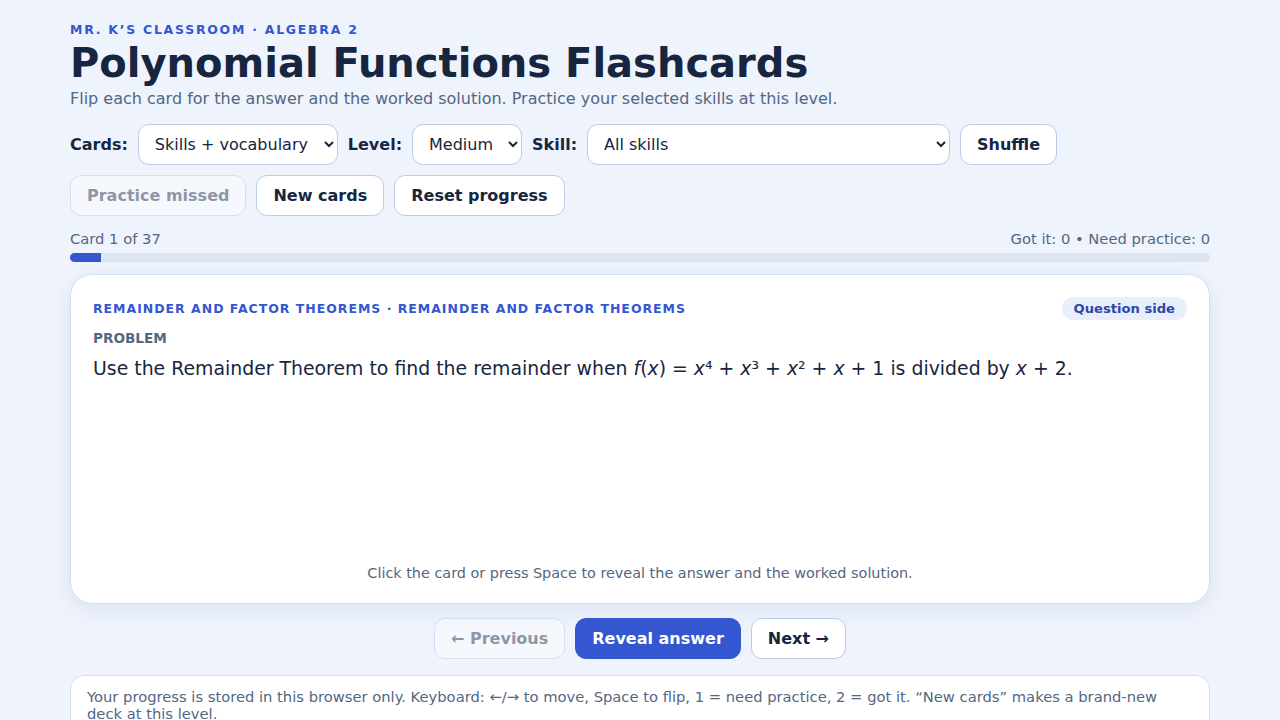 MR. K’S CLASSROOM · ALGEBRA 2
Polynomial Functions Flashcards
Flip each card for the answer and the worked solution. Practice your selected skills at this level.
Cards: Skills + vocabulary Level: Medium Skill: All skills Shuffle
Practice missed New cards Reset progress
Card 1 of 37 Got it: 0 • Need practice: 0
REMAINDER AND FACTOR THEOREMS · REMAINDER AND FACTOR THEOREMS Question side
PROBLEM
Use the Remainder Theorem to find the remainder when f(x) = x⁴ + x³ + x² + x + 1 is divided by x + 2.
Click the card or press Space to reveal the answer and the worked solution.
← Previous Reveal answer Next →
Your progress is stored in this browser only. Keyboard: ←/→ to move, Space to flip, 1 = need practice, 2 = got it. “New cards” makes a brand-new
deck at this level.